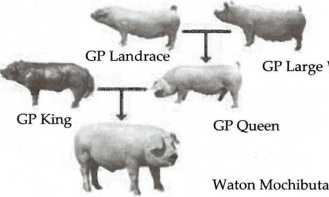 GP Landrace
GP Large
GP King
GP Queen
Waton Mochibuta